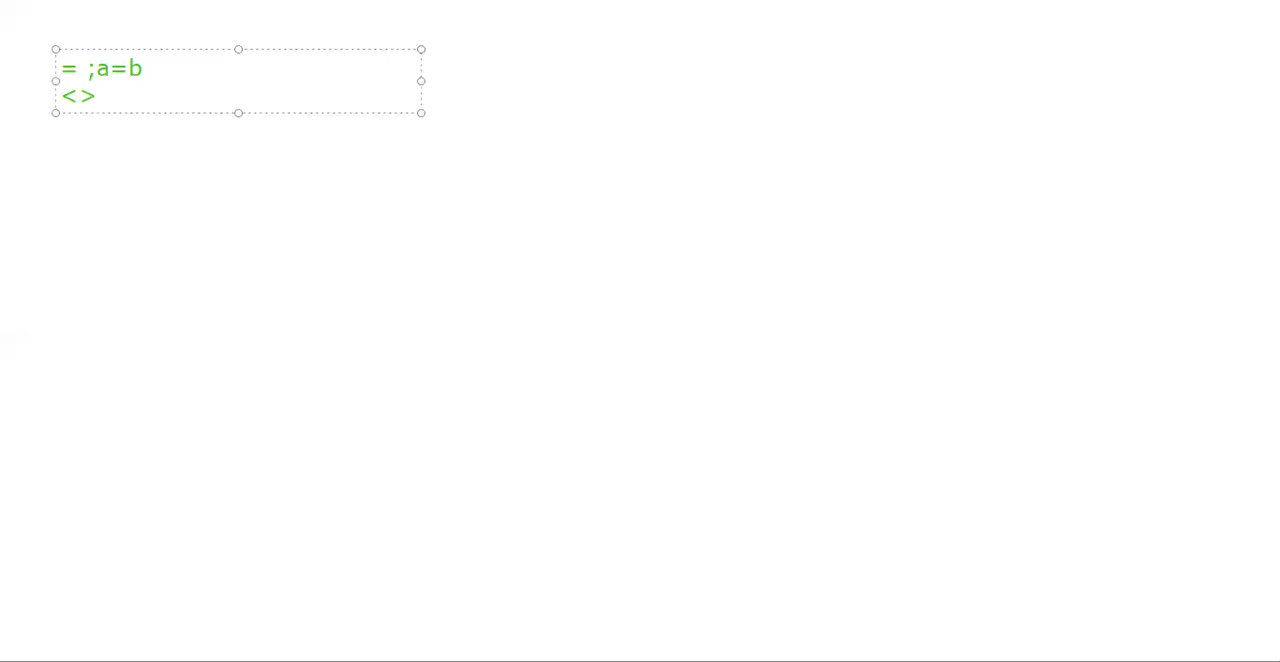 = ;a=b
<>